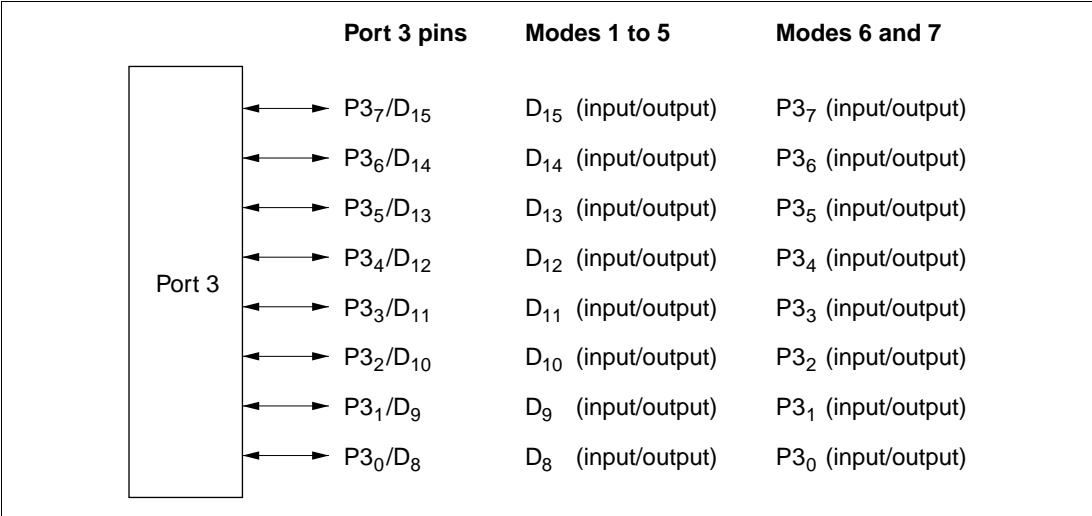 Port 3 pins Modes 1 to 5 Modes 6 and 7
P3₇/D₁₅ D₁₅ (input/output) P3₇ (input/output)
P3₆/D₁₄ D₁₄ (input/output) P3₆ (input/output)
P3₅/D₁₃ D₁₃ (input/output) P3₅ (input/output)
P3₄/D₁₂ D₁₂ (input/output) P3₄ (input/output)
Port 3
P3₃/D₁₁ D₁₁ (input/output) P3₃ (input/output)
P3₂/D₁₀ D₁₀ (input/output) P3₂ (input/output)
P3₁/D₉ D₉ (input/output) P3₁ (input/output)
P3₀/D₈ D₈ (input/output) P3₀ (input/output)